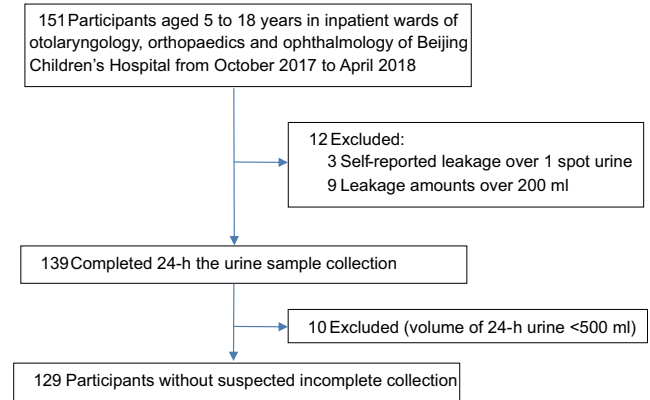 151 Participants aged 5 to 18 years in inpatient wards of
otolaryngology, orthopaedics and ophthalmology of Beijing
Children's Hospital from October 2017 to April 2018
12 Excluded:
3 Self-reported leakage over 1 spot urine
9 Leakage amounts over 200 ml
139 Completed 24-h the urine sample collection
10 Excluded (volume of 24-h urine <500 ml)
129 Participants without suspected incomplete collection